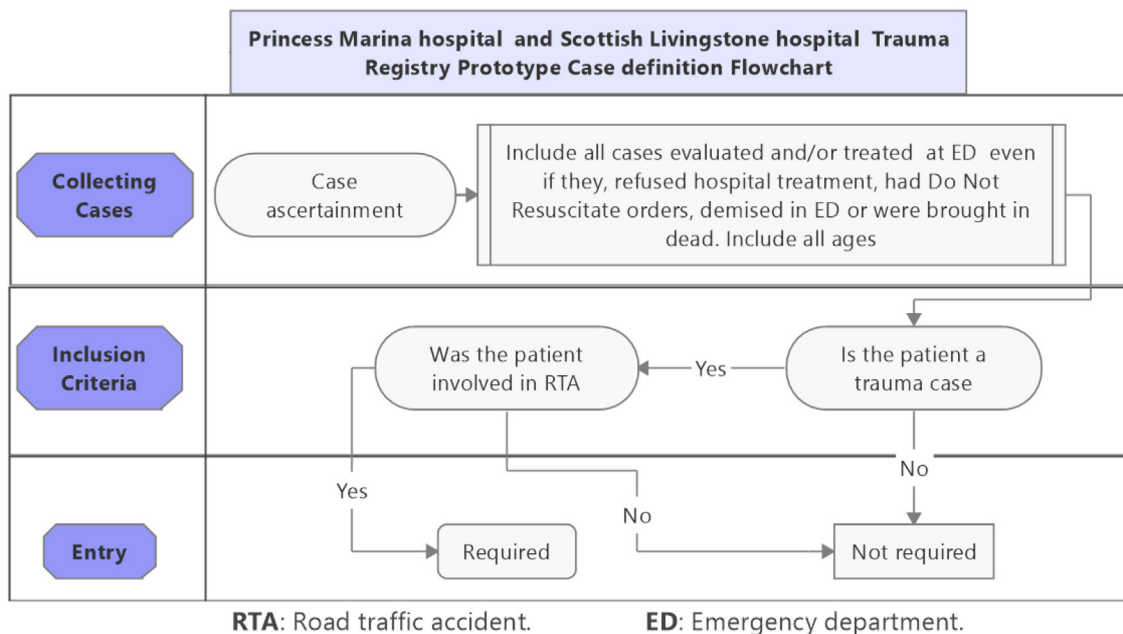 Princess Marina hospital and Scottish Livingstone hospital Trauma
Registry Prototype Case definition Flowchart
Collecting
Cases
Case
ascertainment
Include all cases evaluated and/or treated at ED even
if they, refused hospital treatment, had Do Not
Resuscitate orders, demised in ED or were brought in
dead. Include all ages
Inclusion
Criteria
Was the patient
involved in RTA
Yes
Is the patient a
trauma case
No
Yes
No
Entry
Required
Not required
RTA: Road traffic accident.
ED: Emergency department.